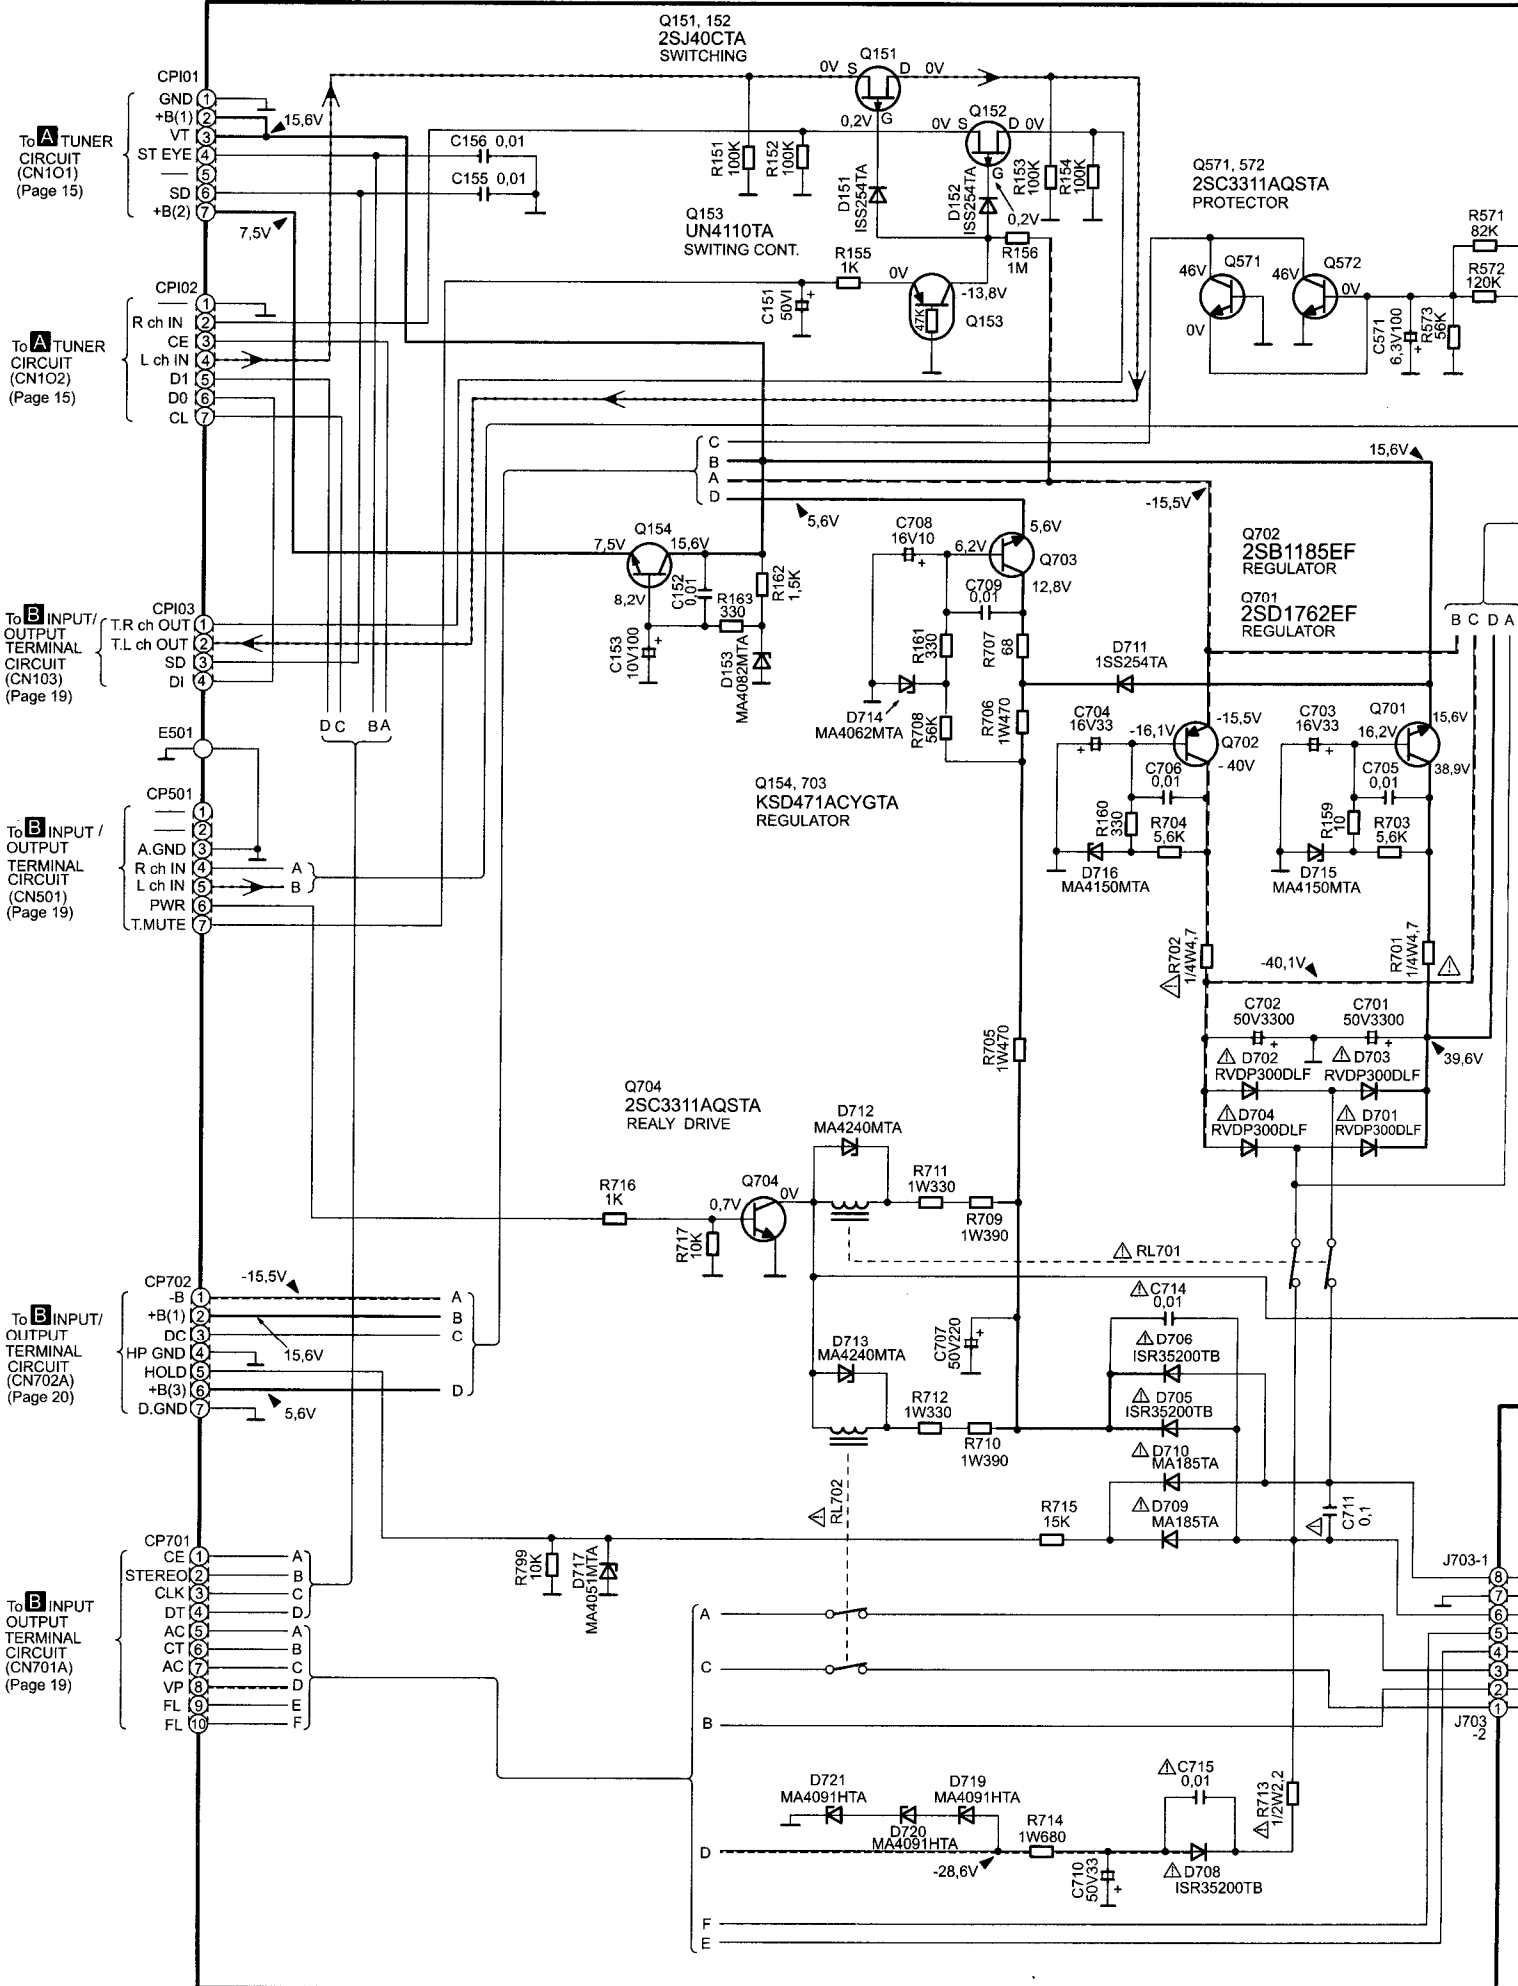 Q151, 152
2SJ40CTA
SWITCHING
Q151
0V S
D 0V
0,2V
G
Q152
0V S
D 0V
G
0,2V
CPI01
GND 1
+B(1) 2
VT 3
ST EYE 4
5
SD 6
+B(2) 7
15,6V
7,5V
To A TUNER
CIRCUIT
(CN1O1)
(Page 15)
C156 0,01
C155 0,01
R151
100K
R152
100K
D151
ISS254TA
D152
ISS254TA
R153
100K
R154
100K
Q153
UN4110TA
SWITING CONT.
R155
1K
0V
-13,8V
Q153
47K
C151
50VI
R156
1M
Q571, 572
2SC3311AQSTA
PROTECTOR
R571
82K
R572
120K
46V
Q571
0V
46V
Q572
0V
C571
6,3V100
R573
56K
CPI02
1
R ch IN 2
CE 3
L ch IN 4
D1 5
D0 6
CL 7
To A TUNER
CIRCUIT
(CN1O2)
(Page 15)
C
B
A
D
5,6V
15,6V
-15,5V
Q154
7,5V
15,6V
8,2V
C152
0,01
R162
1,5K
R163
330
C153
10V100
D153
MA4082MTA
C708
16V10
6,2V
5,6V
Q703
12,8V
C709
0,01
R161
330
R707
68
D714
MA4062MTA
R708
56K
R706
1W470
D711
1SS254TA
Q702
2SB1185EF
REGULATOR
Q701
2SD1762EF
REGULATOR
B C D A
CPI03
T.R ch OUT 1
T.L ch OUT 2
SD 3
DI 4
To B INPUT/
OUTPUT
TERMINAL
CIRCUIT
(CN103)
(Page 19)
D C B A
E501
Q154, 703
KSD471ACYGTA
REGULATOR
C704
16V33
-16,1V
-15,5V
Q702
- 40V
C706
0,01
R160
330
R704
5,6K
D716
MA4150MTA
C703
16V33
Q701
15,6V
16,2V
38,9V
C705
0,01
R159
10
R703
5,6K
D715
MA4150MTA
CP501
1
2
A.GND 3
R ch IN 4 A
L ch IN 5 B
PWR 6
T.MUTE 7
To B INPUT /
OUTPUT
TERMINAL
CIRCUIT
(CN501)
(Page 19)
R702
1/4W4,7
-40,1V
R701
1/4W4,7
C702
50V3300
C701
50V3300
39,6V
D702
RVDP300DLF
D703
RVDP300DLF
D704
RVDP300DLF
D701
RVDP300DLF
R705
1W470
Q704
2SC3311AQSTA
REALY DRIVE
D712
MA4240MTA
R716
1K
0,7V
Q704
0V
R717
10K
R711
1W330
R709
1W390
RL701
CP702
-B 1 A
+B(1) 2 B
DC 3 C
HP GND 4
HOLD 5
+B(3) 6 D
D.GND 7
-15,5V
15,6V
5,6V
To B INPUT/
OUTPUT
TERMINAL
CIRCUIT
(CN702A)
(Page 20)
D713
MA4240MTA
C707
50V220
C714
0,01
D706
ISR35200TB
D705
ISR35200TB
D710
MA185TA
D709
MA185TA
R712
1W330
R710
1W390
RL702
R715
15K
C711
0,1
R799
10K
D717
MA4051MTA
CP701
CE 1 A
STEREO 2 B
CLK 3 C
DT 4 D
AC 5 A
CT 6 B
AC 7 C
VP 8 D
FL 9 E
FL 10 F
To B INPUT
OUTPUT
TERMINAL
CIRCUIT
(CN701A)
(Page 19)
A
C
B
D
F
E
J703-1
8
7
6
5
4
3
2
1
J703
-2
D721
MA4091HTA
D720
MA4091HTA
D719
MA4091HTA
-28,6V
R714
1W680
C710
50V33
C715
0,01
D708
ISR35200TB
R713
1/2W2,2